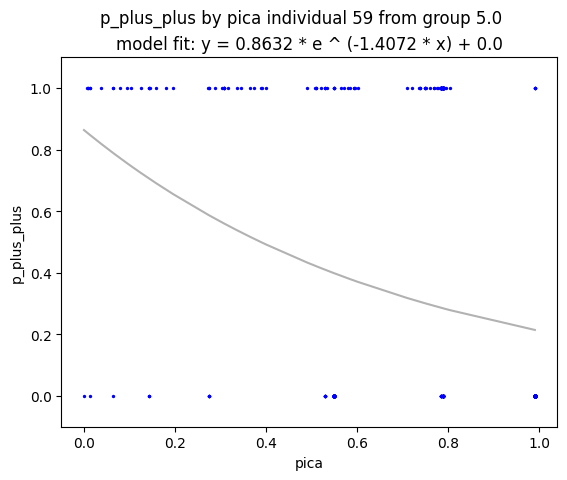 p_plus_plus by pica individual 59 from group 5.0
model fit: y = 0.8632 * e ^ (-1.4072 * x) + 0.0
p_plus_plus
1.0
0.8
0.6
0.4
0.2
0.0
0.0 0.2 0.4 0.6 0.8 1.0
pica